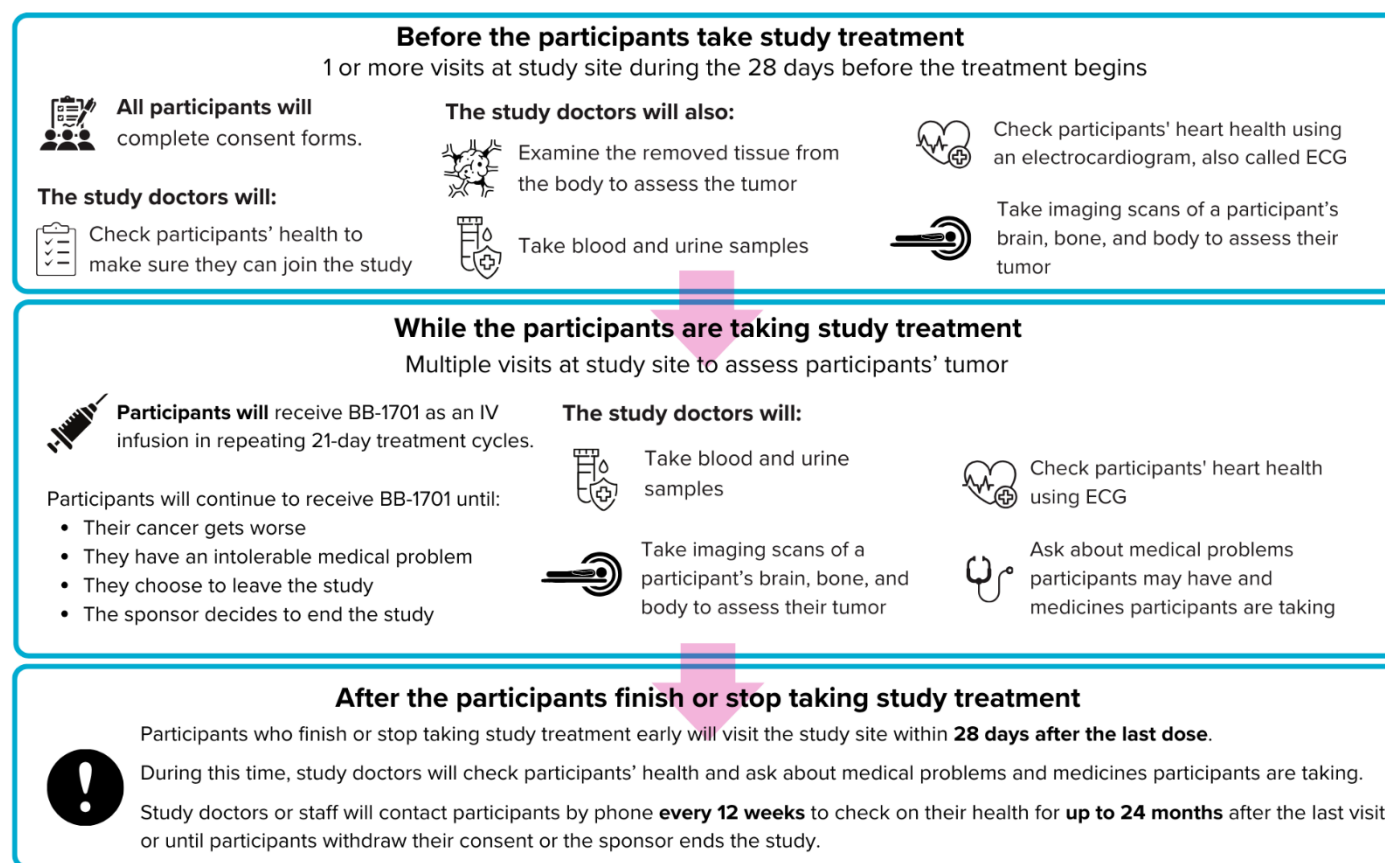 Before the participants take study treatment
1 or more visits at study site during the 28 days before the treatment begins
All participants will
complete consent forms.
The study doctors will:
Check participants’ health to
make sure they can join the study
The study doctors will also:
Examine the removed tissue from
the body to assess the tumor
Take blood and urine samples
Check participants' heart health using
an electrocardiogram, also called ECG
Take imaging scans of a participant’s
brain, bone, and body to assess their
tumor
While the participants are taking study treatment
Multiple visits at study site to assess participants’ tumor
Participants will receive BB-1701 as an IV
infusion in repeating 21-day treatment cycles.
Participants will continue to receive BB-1701 until:
• Their cancer gets worse
• They have an intolerable medical problem
• They choose to leave the study
• The sponsor decides to end the study
The study doctors will:
Take blood and urine
samples
Take imaging scans of a
participant’s brain, bone, and
body to assess their tumor
Check participants' heart health
using ECG
Ask about medical problems
participants may have and
medicines participants are taking
After the participants finish or stop taking study treatment
Participants who finish or stop taking study treatment early will visit the study site within 28 days after the last dose.
During this time, study doctors will check participants’ health and ask about medical problems and medicines participants are taking.
Study doctors or staff will contact participants by phone every 12 weeks to check on their health for up to 24 months after the last visit
or until participants withdraw their consent or the sponsor ends the study.